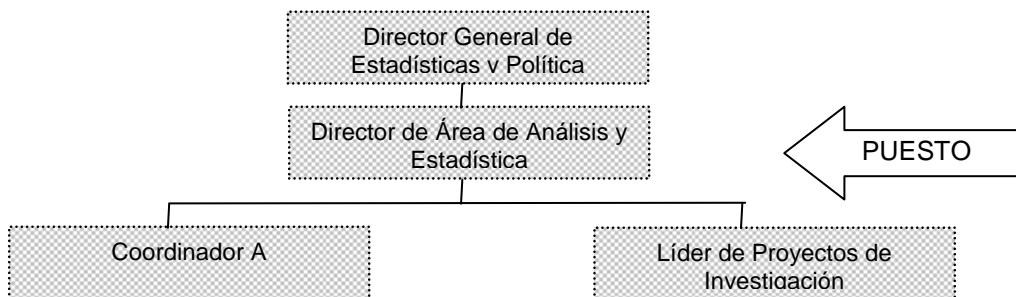 Director General de
Estadísticas y Política
Director de Área de Análisis y
Estadística
PUESTO
Coordinador A
Líder de Proyectos de
Investigación